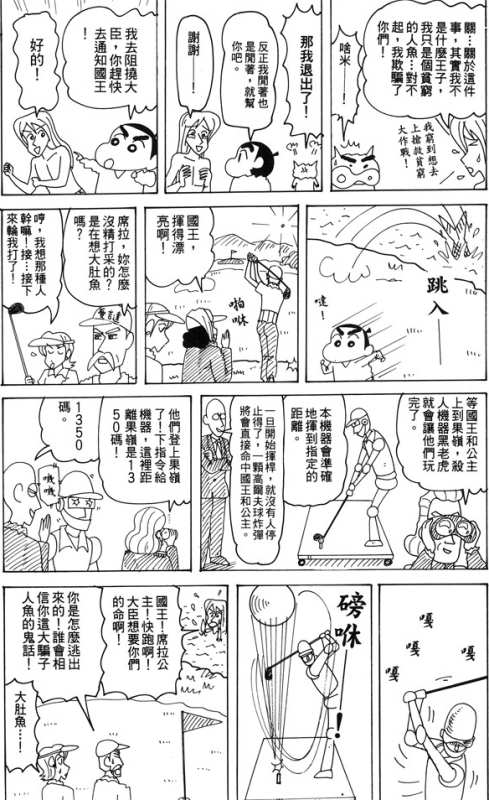 關…關於這件
事，其實我不
是什麼王子，
我只是個貧窮
的人魚…對不
起，我欺騙了
你們！
我窮到想去
上搶救貧窮
大作戰！
啥米！
那我退出了！
反正我閒著也
是閒著，就幫
你吧。
謝謝！
我去阻撓大
臣，你趕快
去通知國王
好的！
跳入
噠！
國王，
揮得漂
亮啊！
啪咻
席拉，妳怎麼
沒精打采的？
是在想大肚魚
嗎？
哼，我想那種人
幹嘛！接…接下
來輪我打了！
等國王和公主
上到果嶺，殺
人機器黑老虎
就會讓他們玩
完了。
本機器會準確
地揮到指定的
距離。
一旦開始揮桿，就沒有人停
止得了，一顆高爾夫球炸彈
將會直接命中國王和公主。
他們登上果嶺
了！下指令給
機器，這裡距
離果嶺是13
50碼！
1350
碼。
哦哦
嘎
嘎
嘎
磅咻！
國王！席拉公
主！快跑啊！
大臣想要你們
的命啊！
你是怎麼逃出
來的！誰會相
信你這大騙子
人魚的鬼話！
大肚魚…！